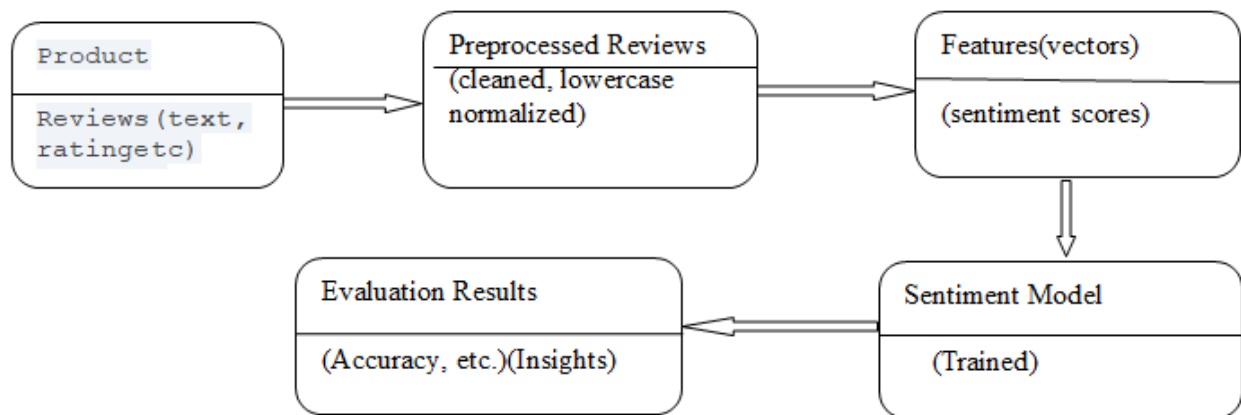 Product
Reviews(text,
ratingetc)
Preprocessed Reviews
(cleaned, lowercase
normalized)
Features(vectors)
(sentiment scores)
Sentiment Model
(Trained)
Evaluation Results
(Accuracy, etc.)(Insights)